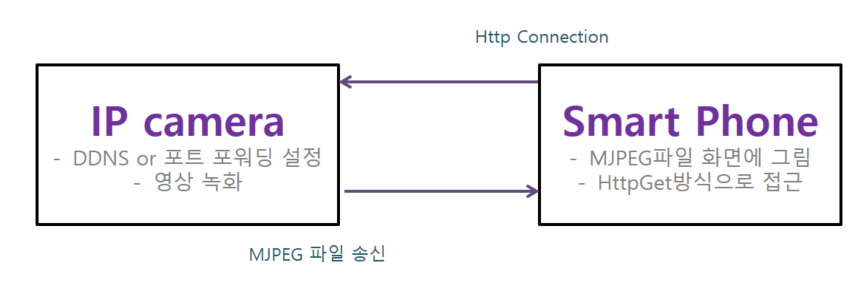 Http Connection
IP camera
- DDNS or 포트 포워딩 설정
- 영상 녹화
Smart Phone
- MJPEG파일 화면에 그림
- HttpGet방식으로 접근
MJPEG 파일 송신